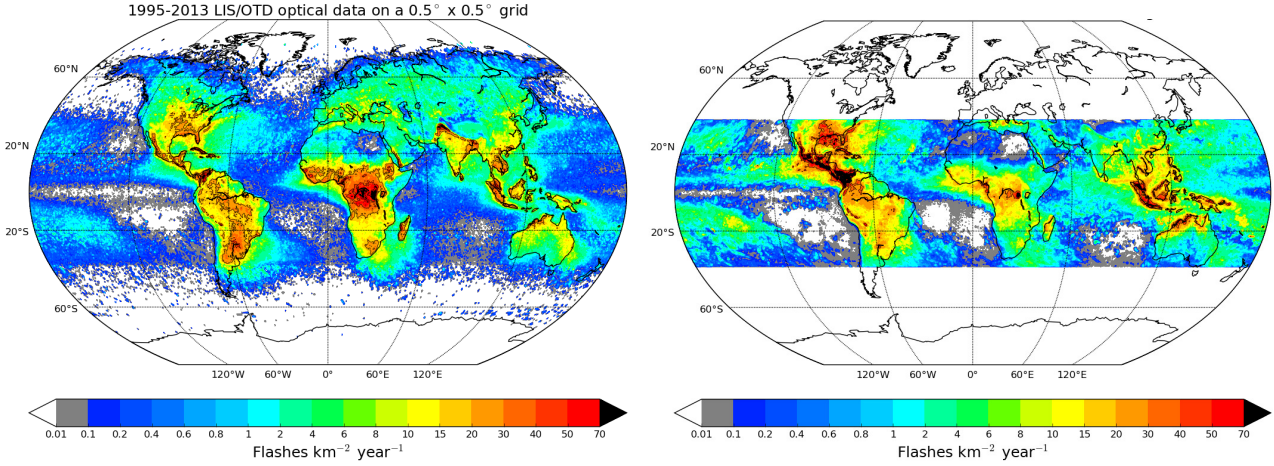 1995-2013 LIS/OTD optical data on a 0.5° x 0.5° grid
60°N
20°N
20°S
60°S
120°W 60°W 0° 60°E 120°E
0.01 0.1 0.2 0.4 0.6 0.8 1 2 4 6 8 10 15 20 30 40 50 70
Flashes km⁻² year⁻¹
60°N
20°N
20°S
60°S
120°W 60°W 0° 60°E 120°E
0.01 0.1 0.2 0.4 0.6 0.8 1 2 4 6 8 10 15 20 30 40 50 70
Flashes km⁻² year⁻¹